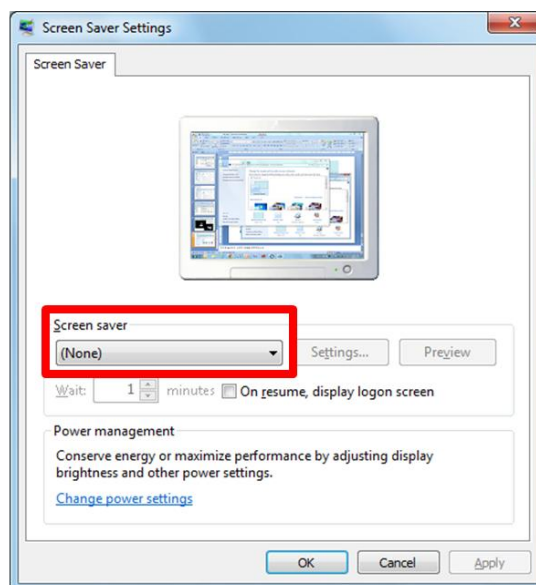 Screen Saver Settings
Screen Saver
Screen saver
(None)
Settings...
Preview
Wait:
1
minutes
On resume, display logon screen
Power management
Conserve energy or maximize performance by adjusting display
brightness and other power settings.
Change power settings
OK
Cancel
Apply